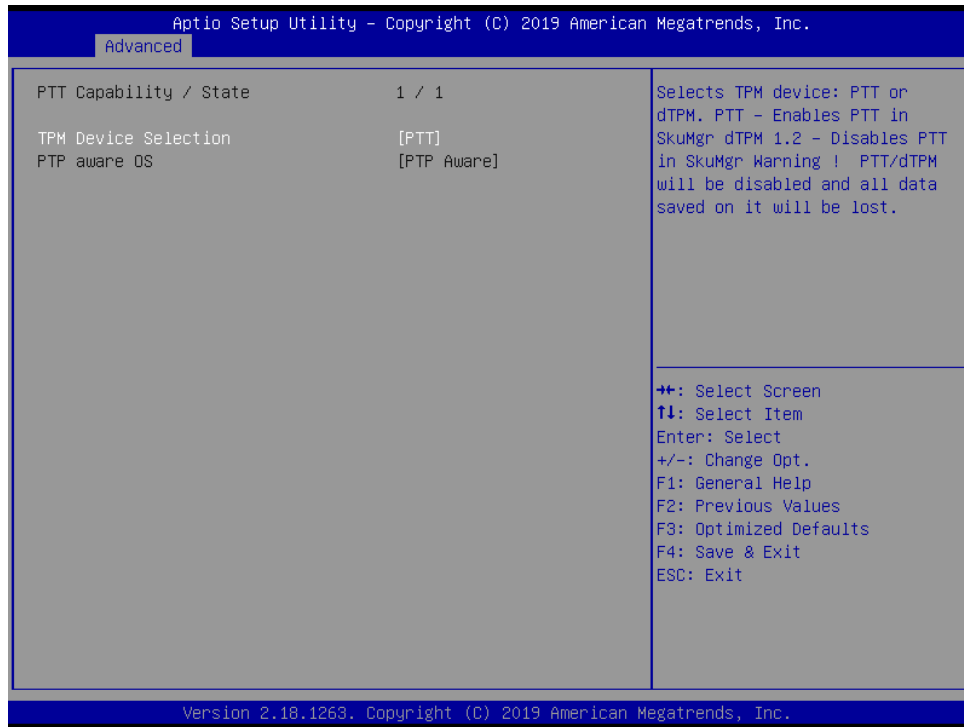 Aptio Setup Utility – Copyright (C) 2019 American Megatrends, Inc.
Advanced
PTT Capability / State 1 / 1
TPM Device Selection [PTT]
PTP aware OS [PTP Aware]
Selects TPM device: PTT or
dTPM. PTT – Enables PTT in
SkuMgr dTPM 1.2 – Disables PTT
in SkuMgr Warning ! PTT/dTPM
will be disabled and all data
saved on it will be lost.
→←: Select Screen
↑↓: Select Item
Enter: Select
+/-: Change Opt.
F1: General Help
F2: Previous Values
F3: Optimized Defaults
F4: Save & Exit
ESC: Exit
Version 2.18.1263. Copyright (C) 2019 American Megatrends, Inc.